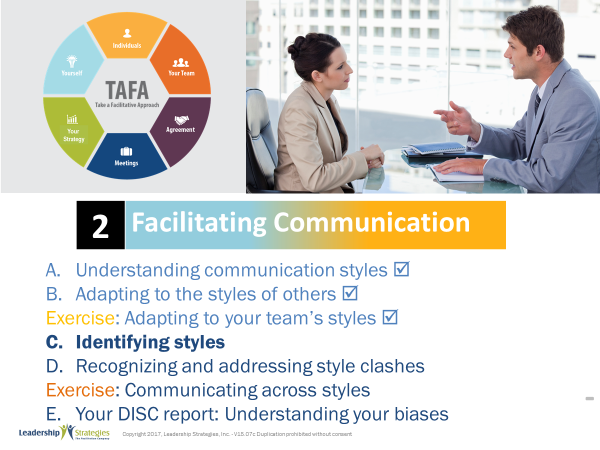 Individuals
Yourself
Your Team
TAFA
Take a Facilitative Approach
Your
Strategy
Agreement
Meetings
2 Facilitating Communication
A. Understanding communication styles ☑
B. Adapting to the styles of others ☑
Exercise: Adapting to your team's styles ☑
C. Identifying styles
D. Recognizing and addressing style clashes
Exercise: Communicating across styles
E. Your DISC report: Understanding your biases
Leadership Strategies
The Facilitation Company
Copyright 2017, Leadership Strategies, Inc. - V15.07c Duplication prohibited without consent